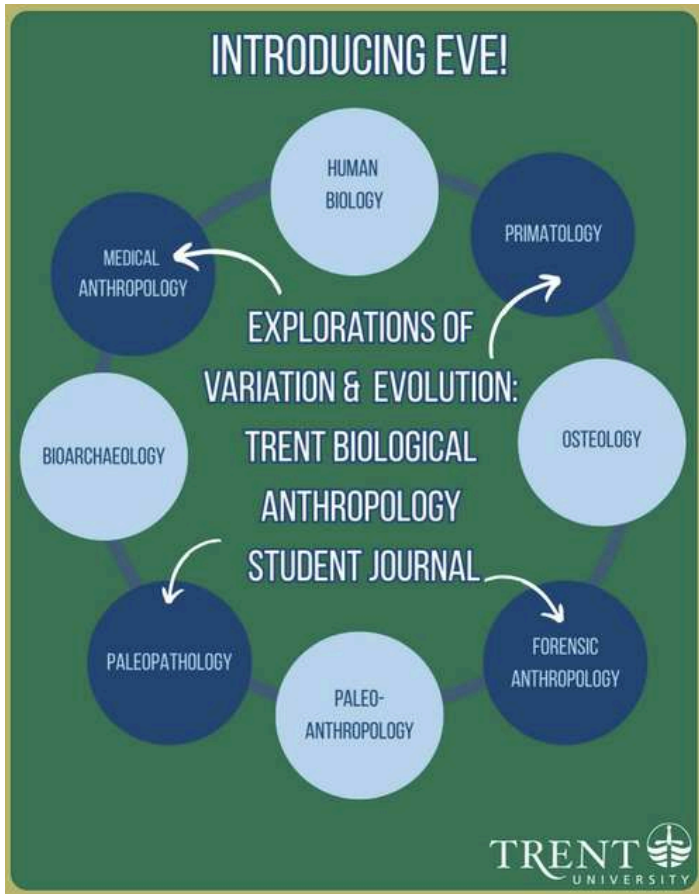 INTRODUCING EVE!
HUMAN
BIOLOGY
PRIMATOLOGY
MEDICAL
ANTHROPOLOGY
EXPLORATIONS OF
VARIATION & EVOLUTION:
TRENT BIOLOGICAL
ANTHROPOLOGY
STUDENT JOURNAL
BIOARCHAEOLOGY
OSTEOLOGY
PALEOPATHOLOGY
FORENSIC
ANTHROPOLOGY
PALEO-
ANTHROPOLOGY
TRENT
UNIVERSITY